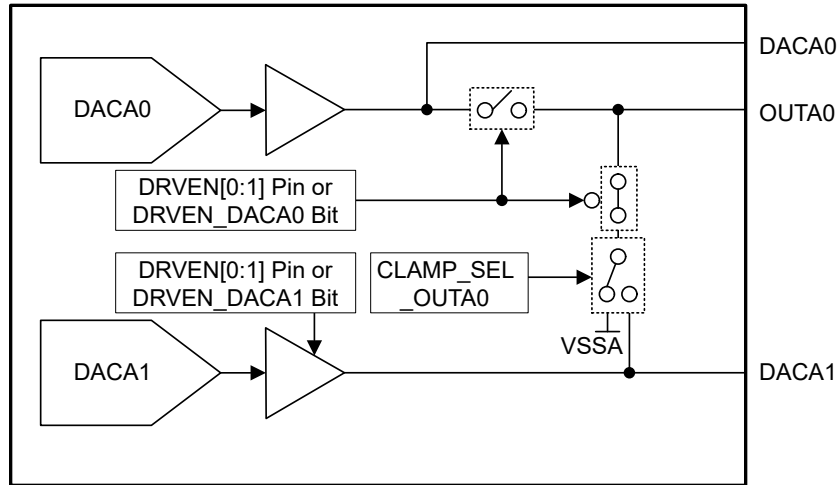 DACA0
DACA0
OUTA0
DRVEN[0:1] Pin or
DRVEN_DACA0 Bit
DRVEN[0:1] Pin or
DRVEN_DACA1 Bit
CLAMP_SEL
_OUTA0
VSSA
DACA1
DACA1